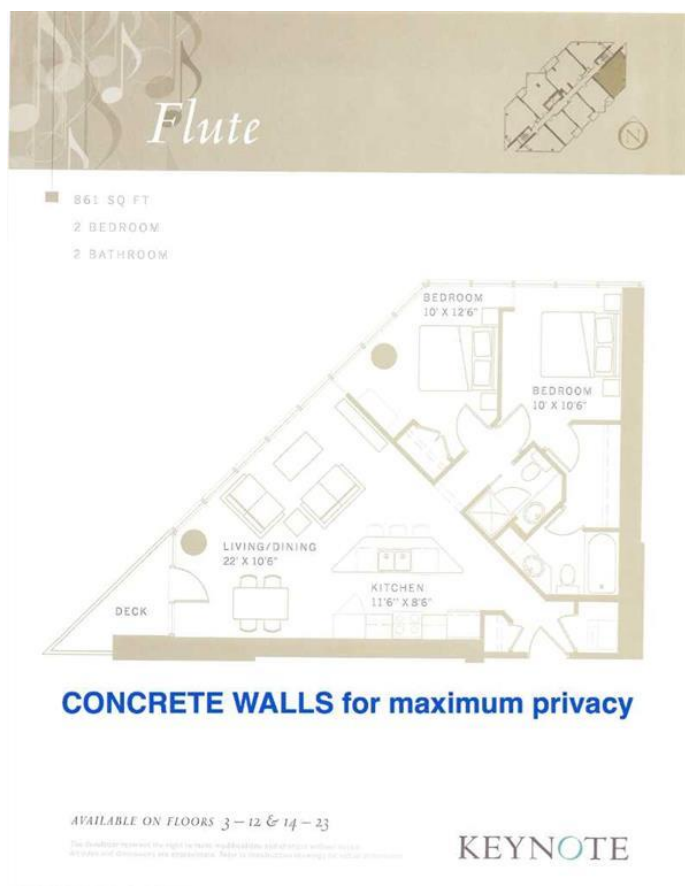 Flute
N
861 SQ FT
2 BEDROOM
2 BATHROOM
BEDROOM
10' X 12'6"
BEDROOM
10' X 10'6"
LIVING/DINING
22' X 10'6"
KITCHEN
11'6" X 8'6"
DECK
CONCRETE WALLS for maximum privacy
AVAILABLE ON FLOORS 3 – 12 & 14 – 23
KEYNOTE